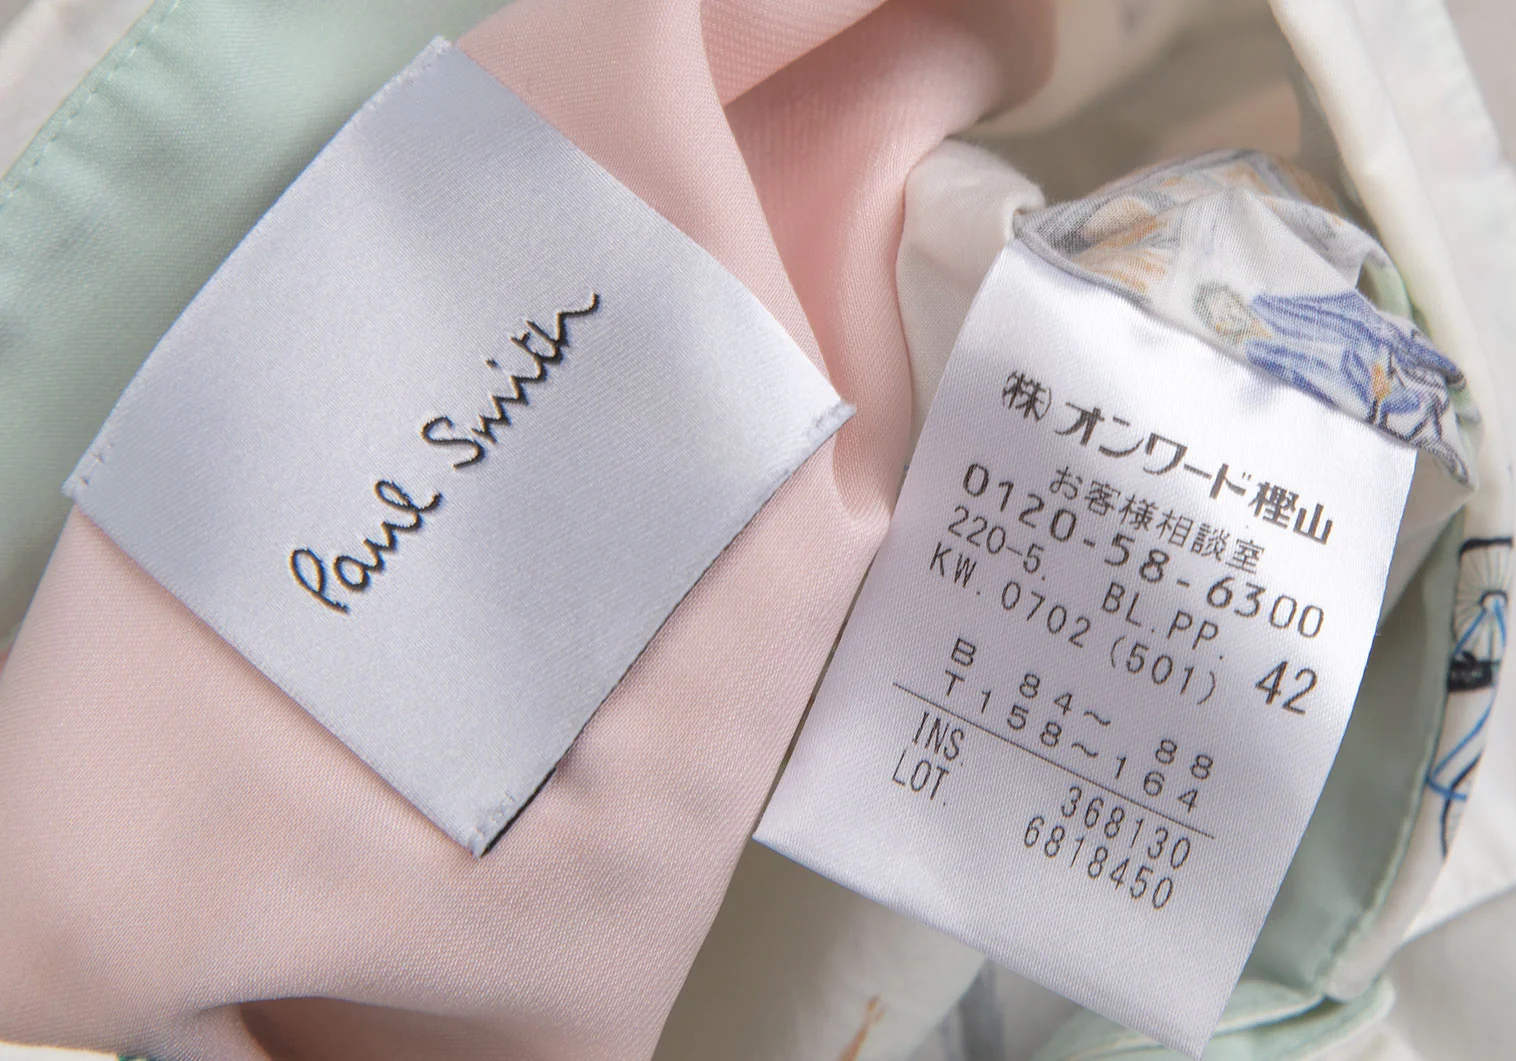 Paul Smith
㈱オンワード樫山
お客様相談室
0120-58-6300
220-5. BL.PP.
KW. 0702 (501) 42
B 84~ 88
T158~164
INS. 368130
LOT. 6818450